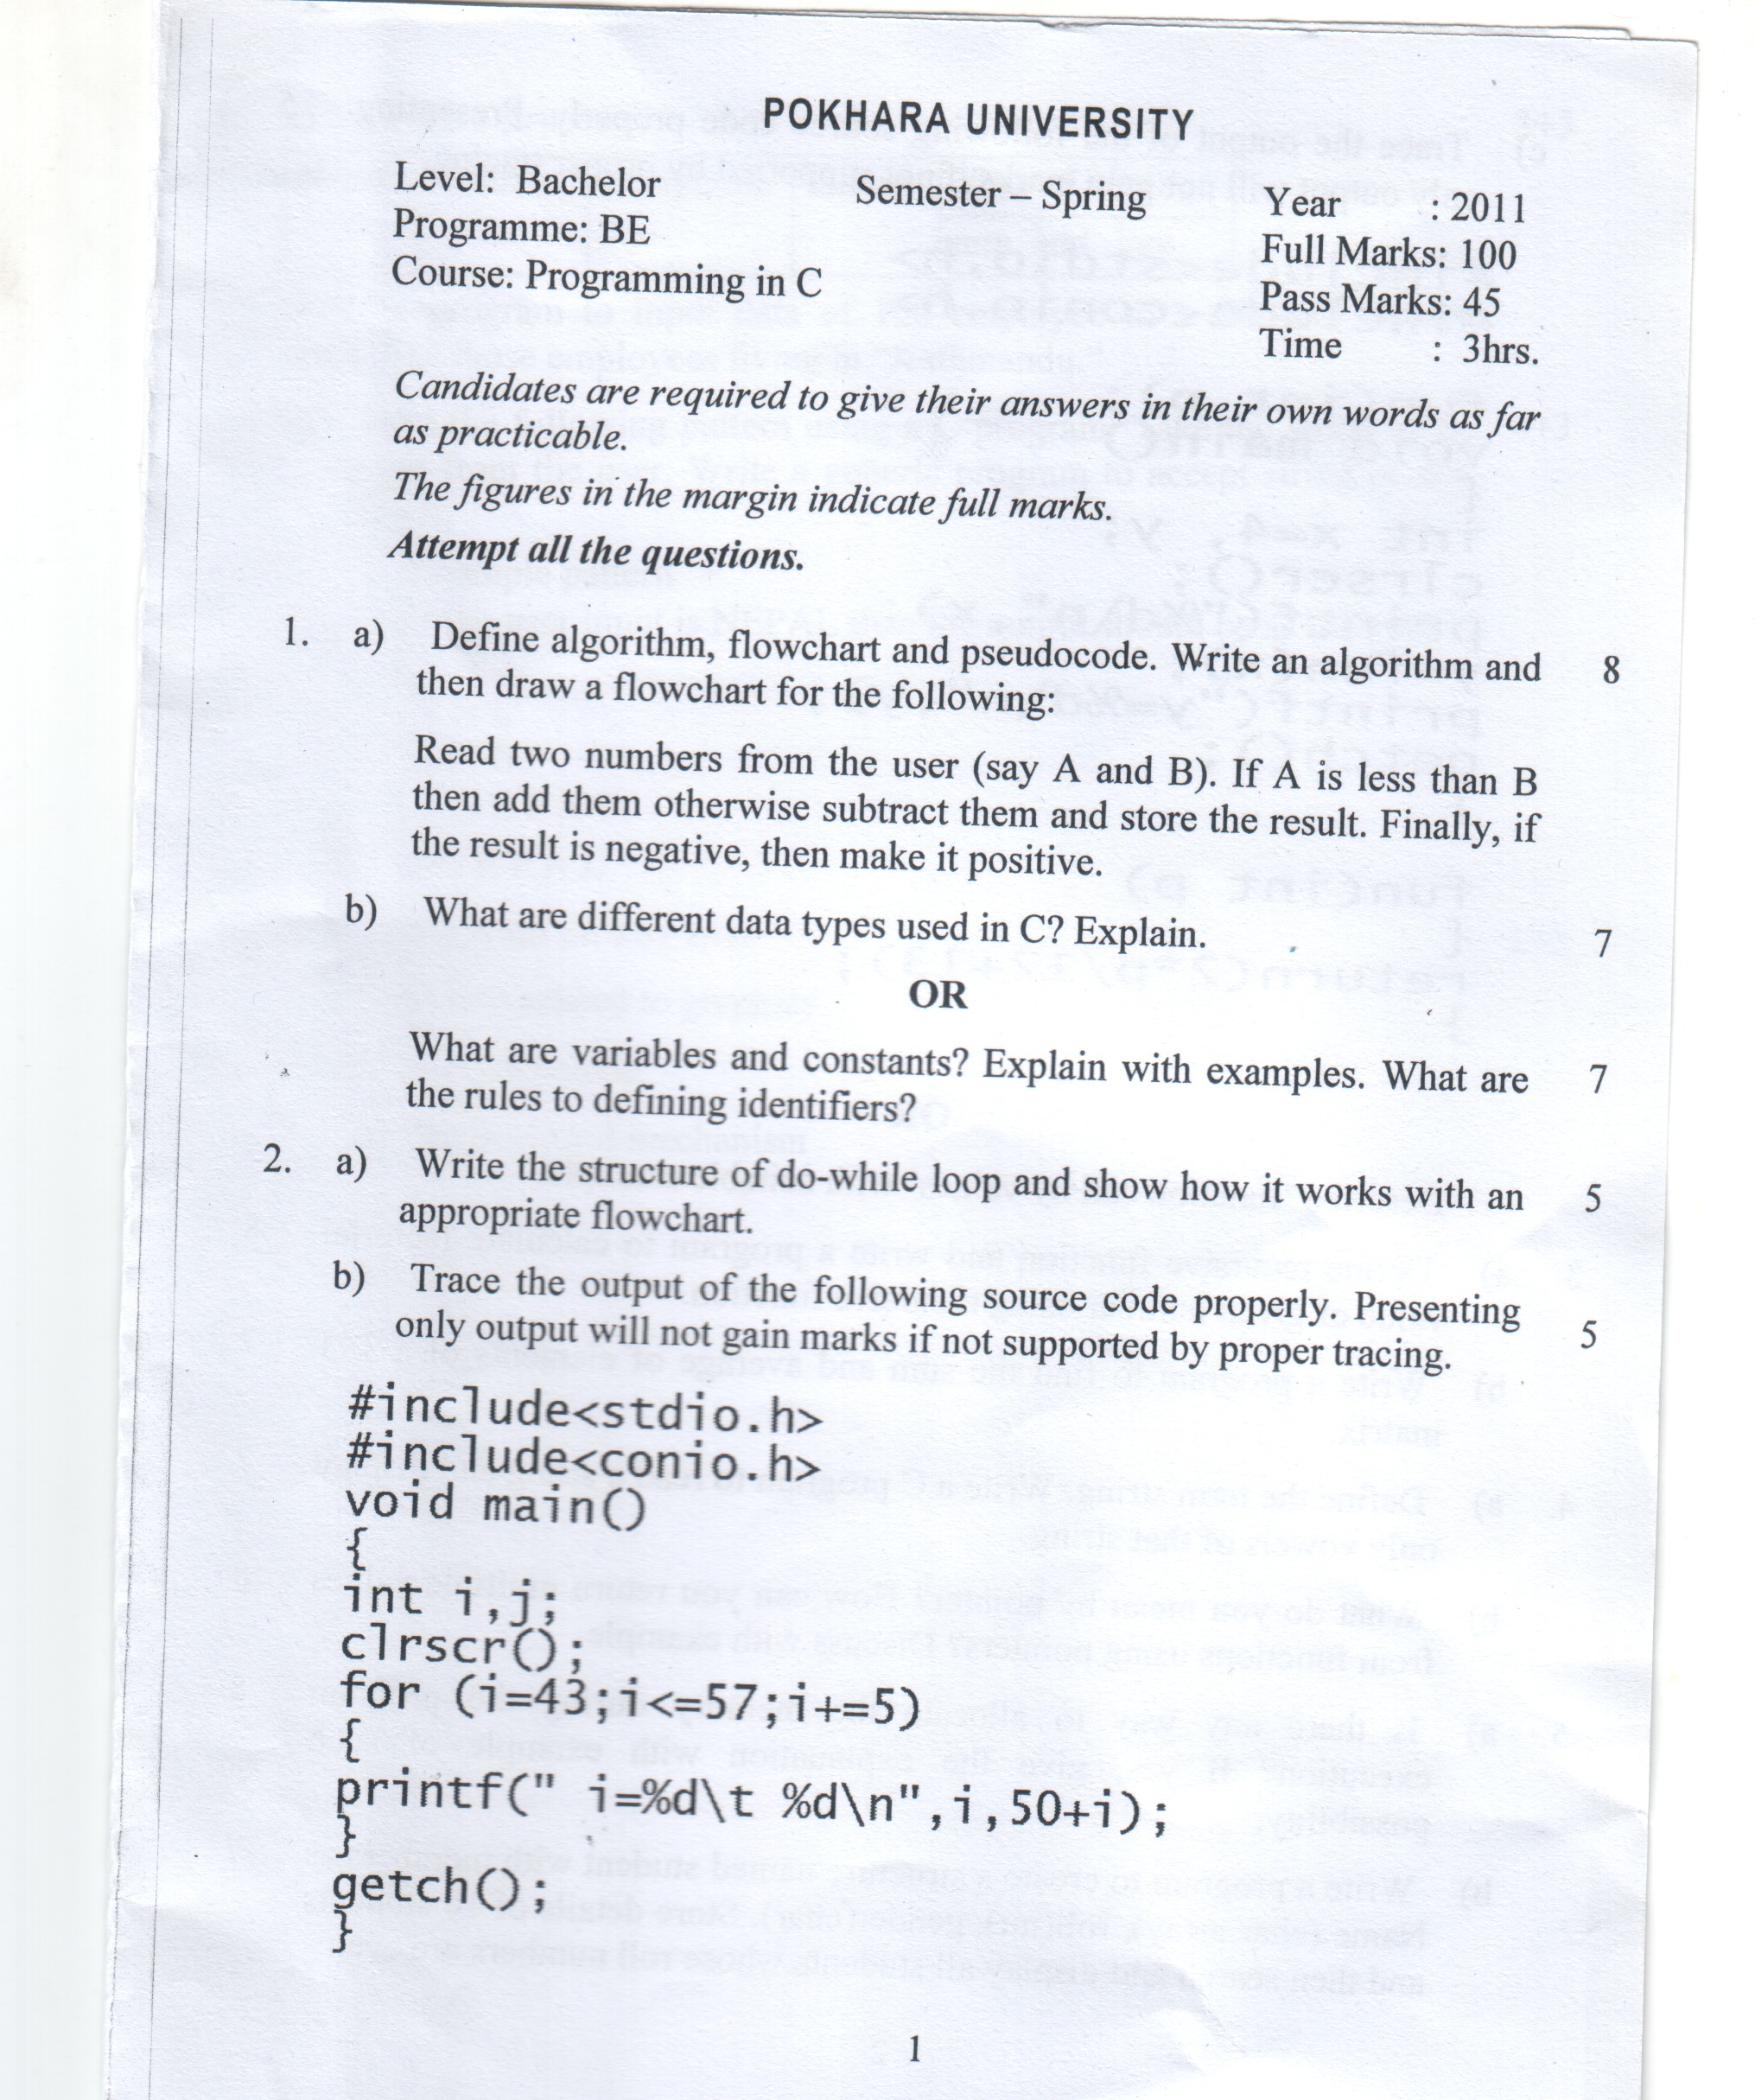 POKHARA UNIVERSITY
Level: Bachelor Semester – Spring Year : 2011
Programme: BE Full Marks: 100
Course: Programming in C Pass Marks: 45
Time : 3hrs.
Candidates are required to give their answers in their own words as far
as practicable.
The figures in the margin indicate full marks.
Attempt all the questions.
1. a) Define algorithm, flowchart and pseudocode. Write an algorithm and 8
then draw a flowchart for the following:
Read two numbers from the user (say A and B). If A is less than B
then add them otherwise subtract them and store the result. Finally, if
the result is negative, then make it positive.
b) What are different data types used in C? Explain. 7
OR
What are variables and constants? Explain with examples. What are 7
the rules to defining identifiers?
2. a) Write the structure of do-while loop and show how it works with an 5
appropriate flowchart.
b) Trace the output of the following source code properly. Presenting 5
only output will not gain marks if not supported by proper tracing.
#include<stdio.h>
#include<conio.h>
void main()
{
int i,j;
clrscr();
for (i=43;i<=57;i+=5)
{
printf(" i=%d\t %d\n",i,50+i);
}
getch();
}
1